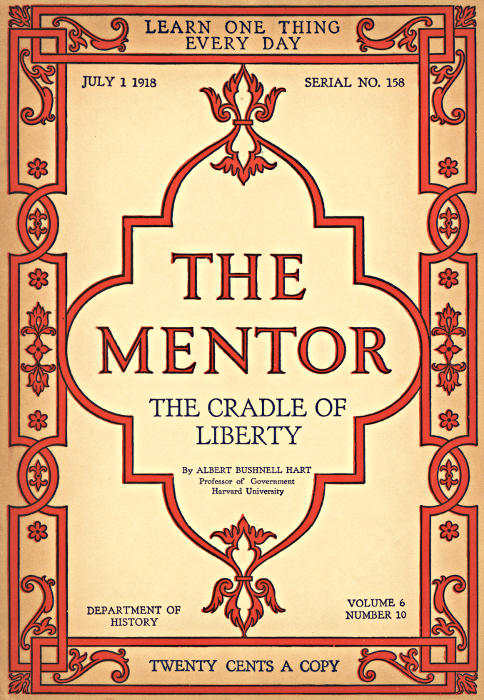 LEARN ONE THING
EVERY DAY
JULY 1 1918
SERIAL NO. 158
THE
MENTOR
THE CRADLE OF
LIBERTY
By ALBERT BUSHNELL HART
Professor of Government
Harvard University
DEPARTMENT OF
HISTORY
VOLUME 6
NUMBER 10
TWENTY CENTS A COPY